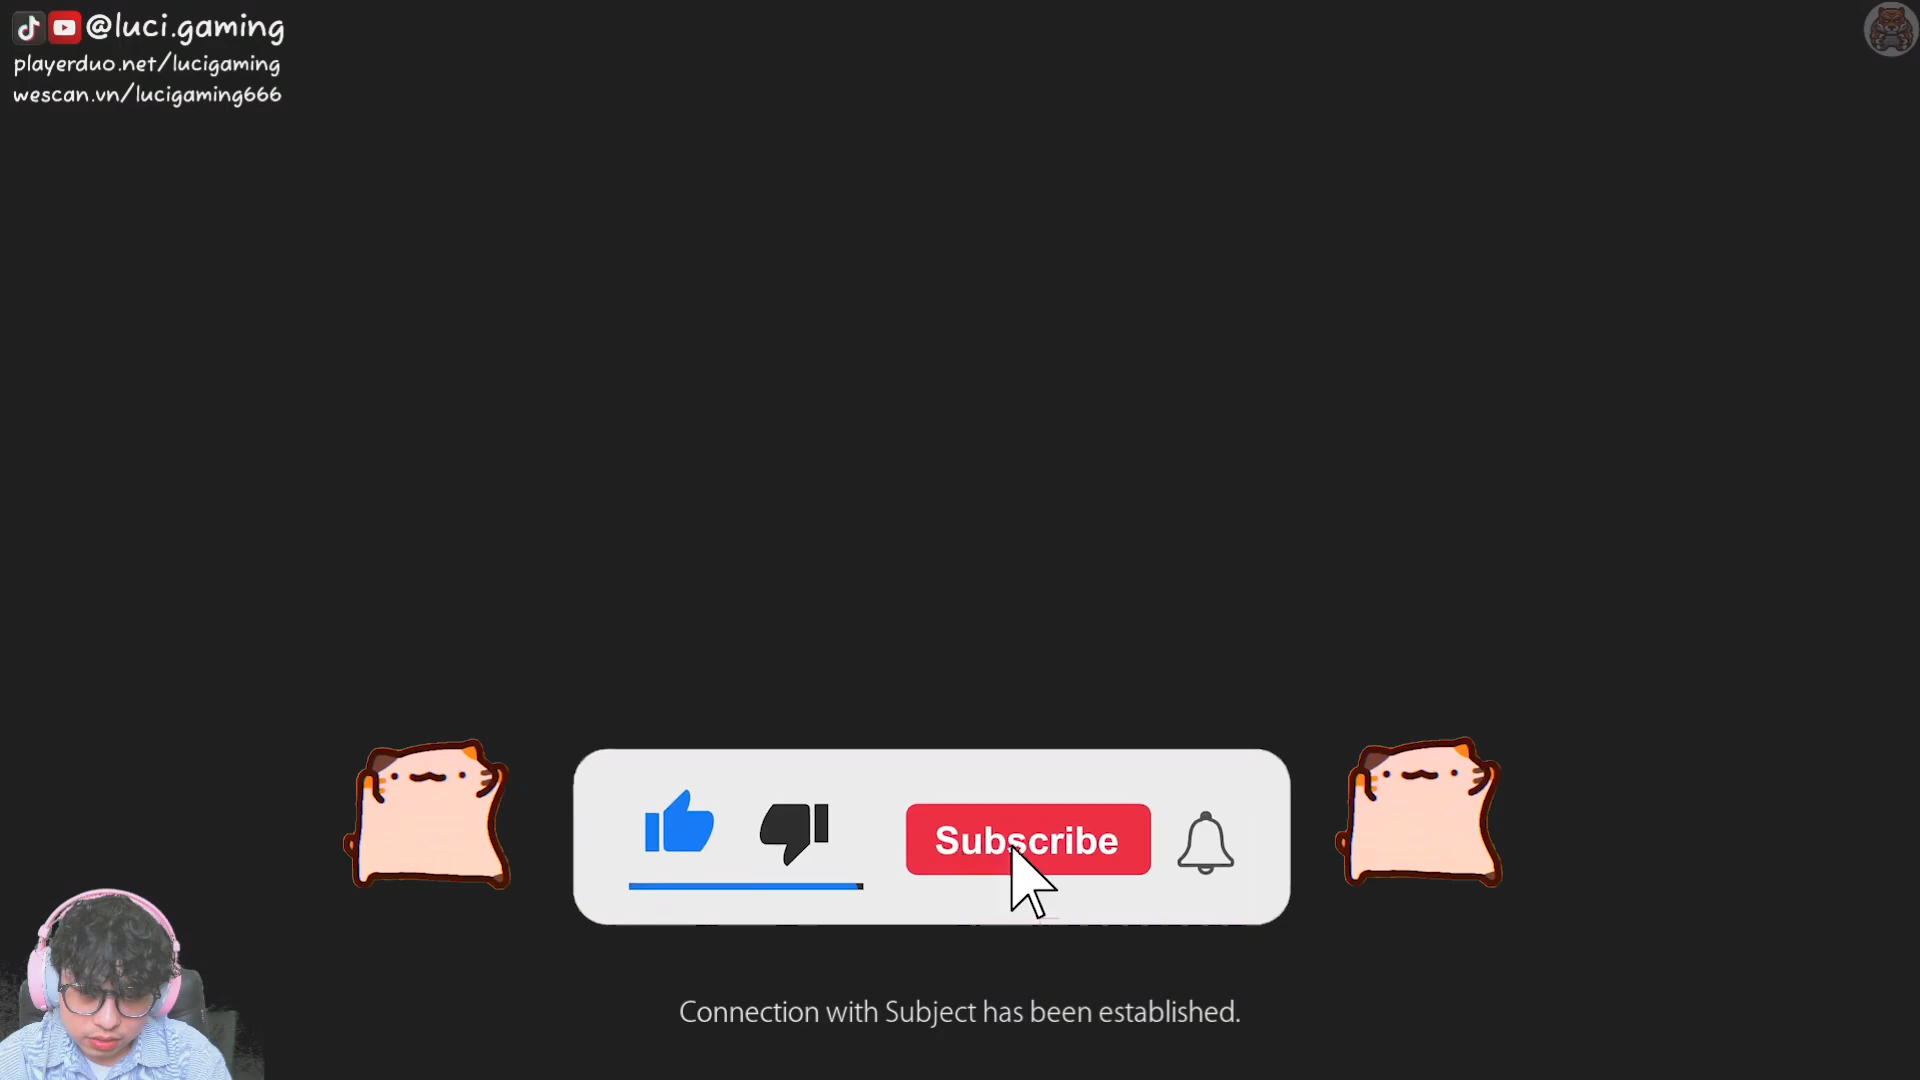 @luci.gaming
playerduo.net/lucigaming
wescan.vn/lucigaming666
Subscribe
Connection with Subject has been established.